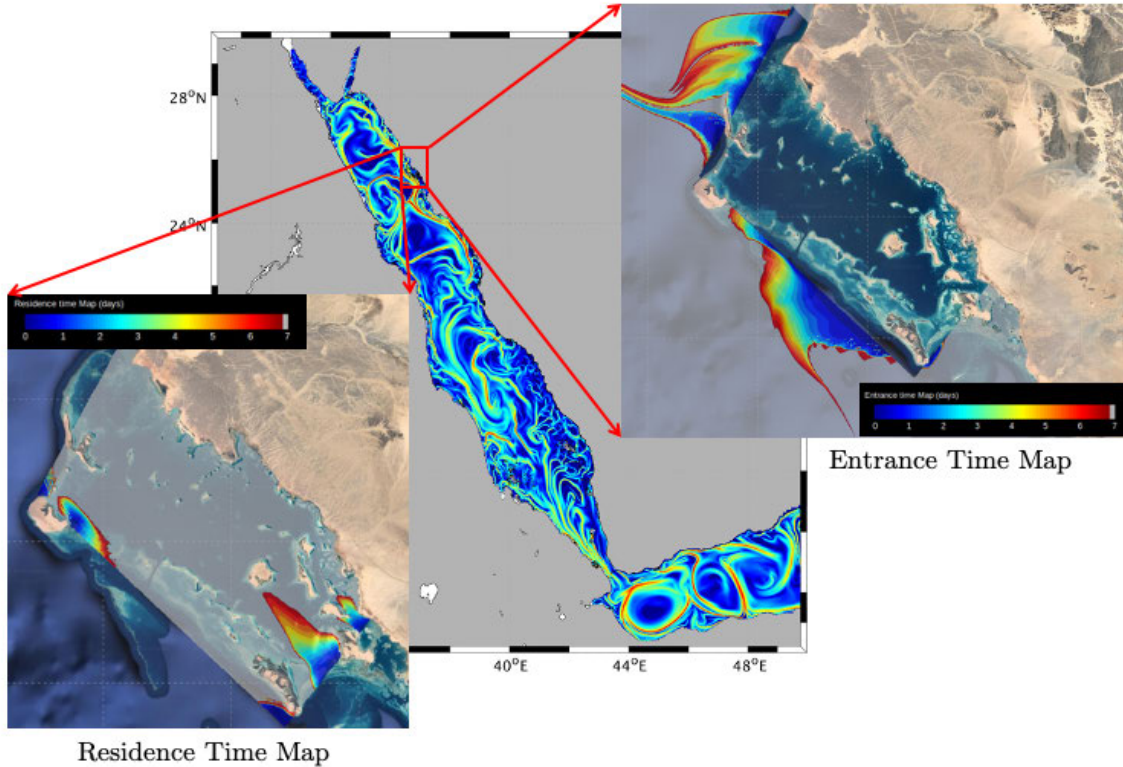 28°N
24°N
Residence time Map (days)
0 1 2 3 4 5 6 7
Entrance time Map (days)
0 1 2 3 4 5 6 7
Entrance Time Map
40°E 44°E 48°E
Residence Time Map